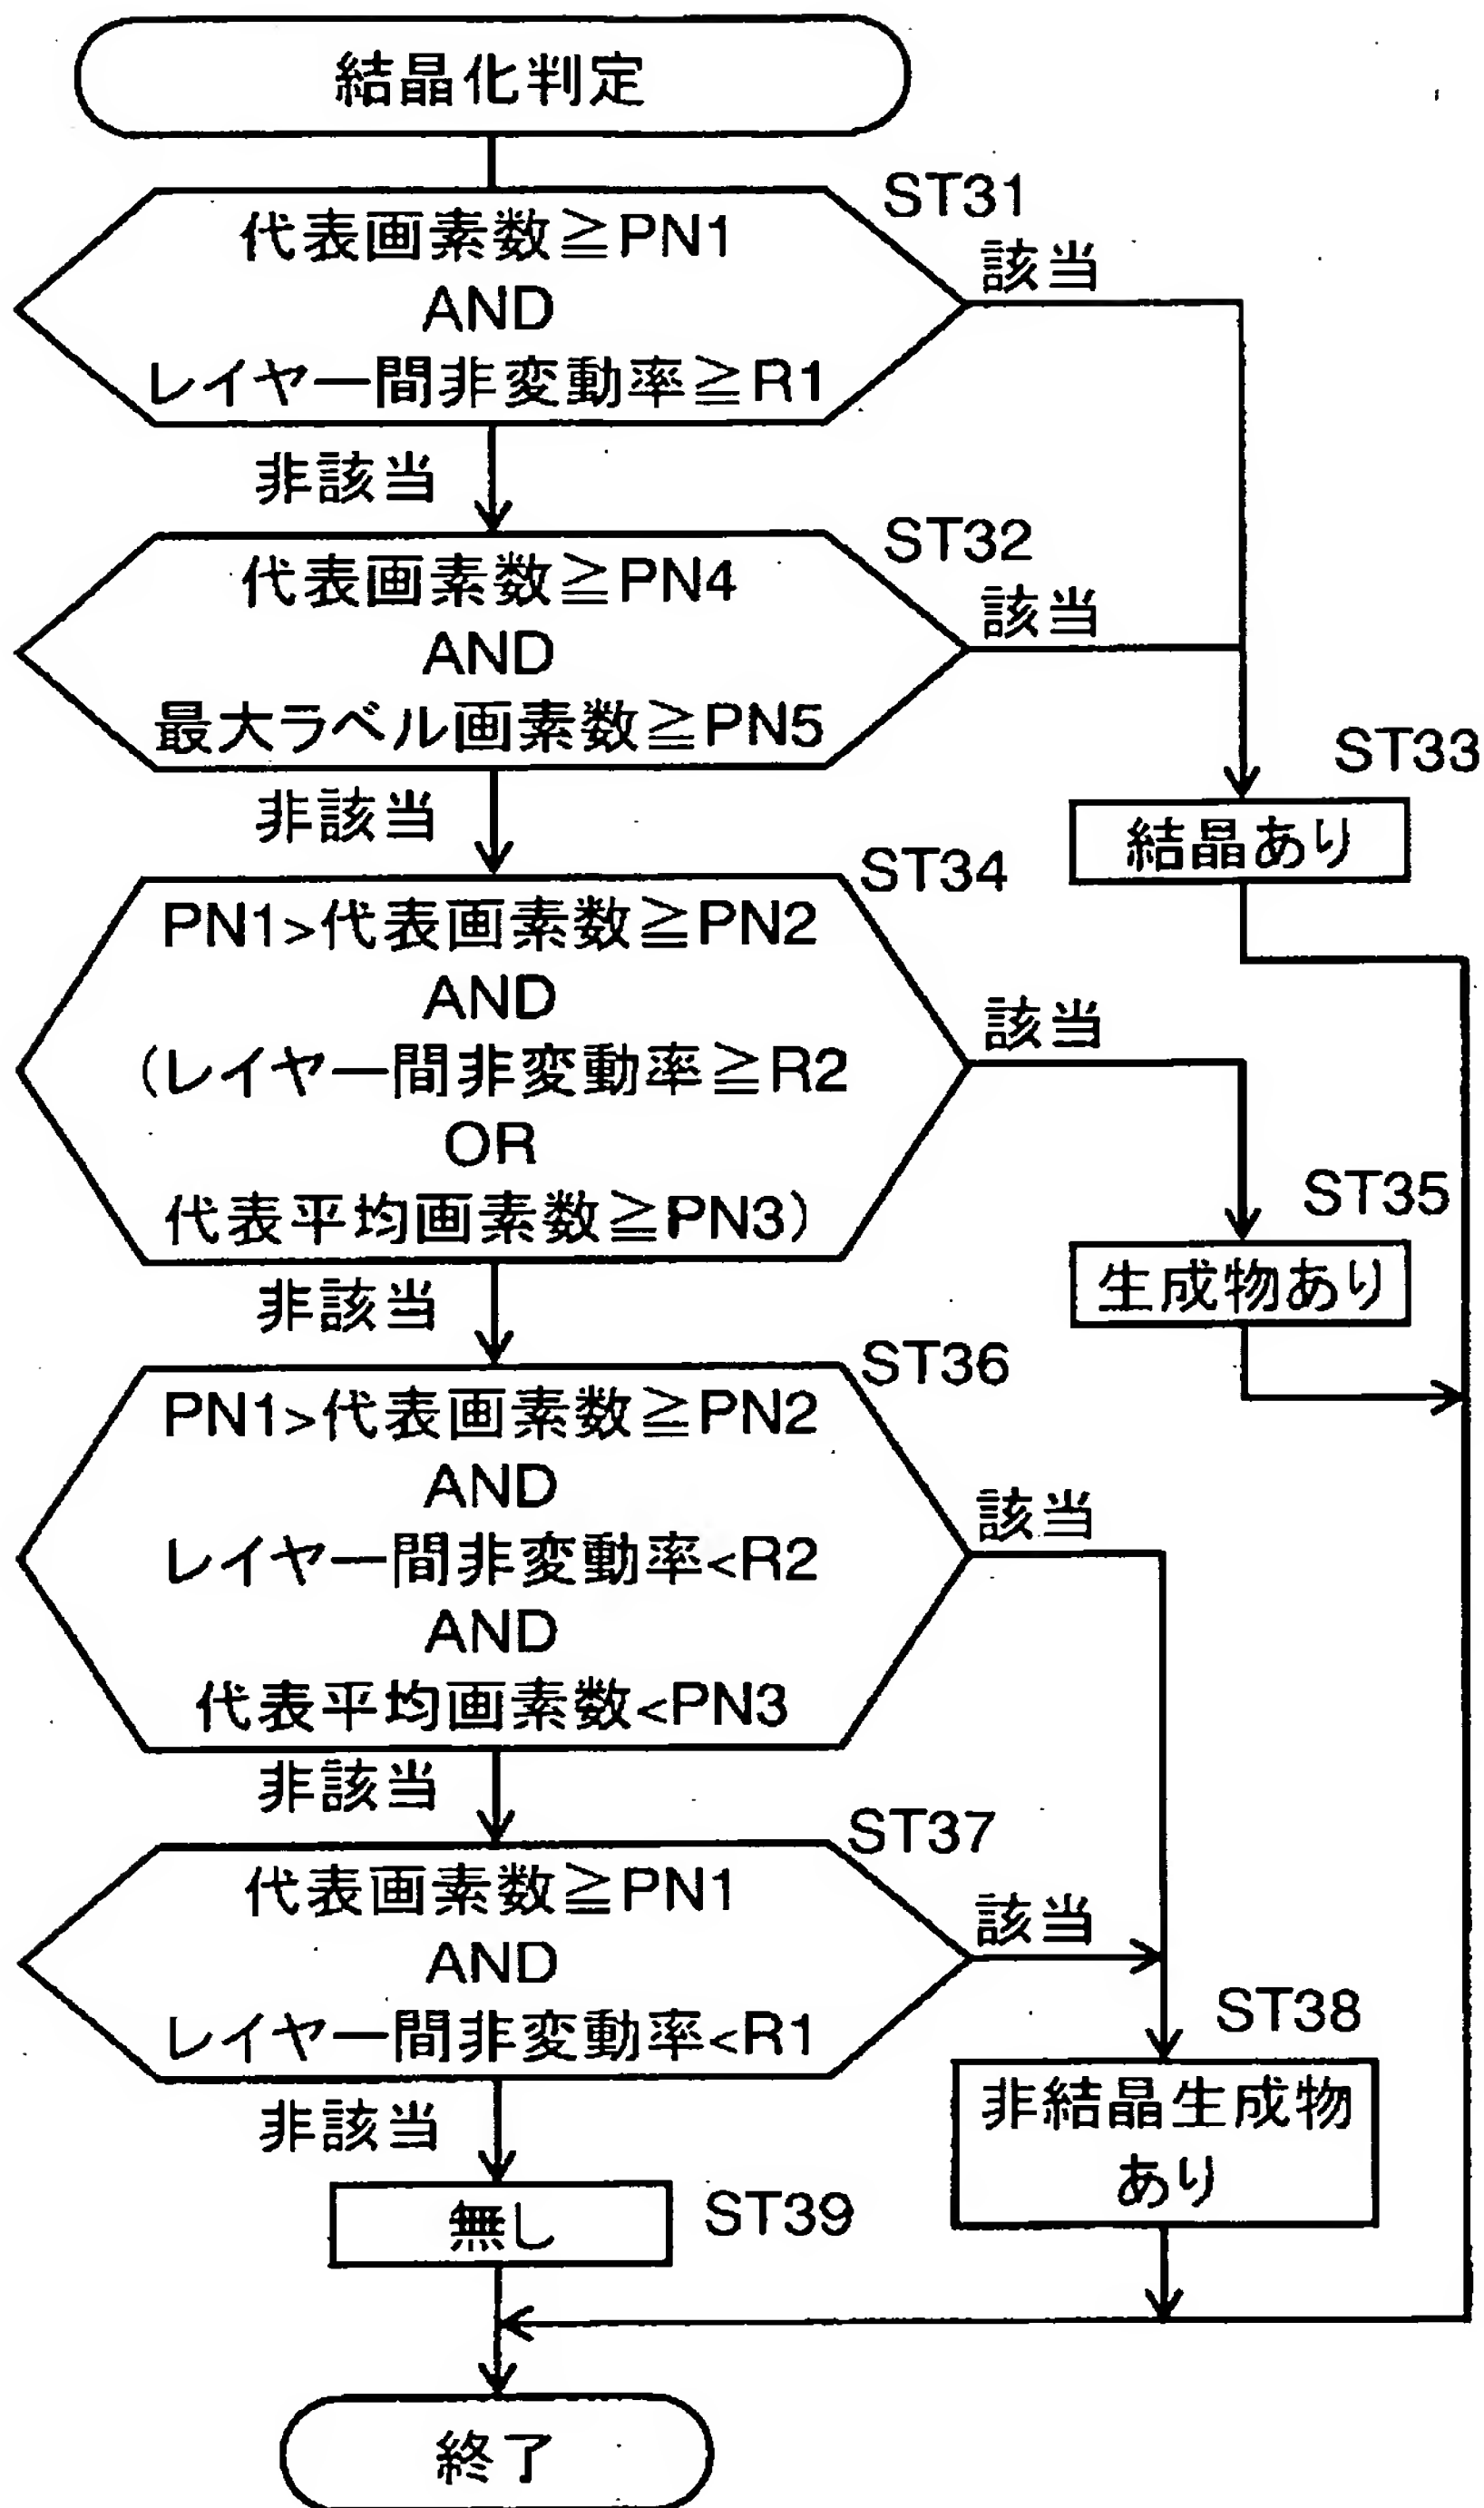 結晶化判定
ST31
代表画素数≧PN1
AND
レイヤー間非変動率≧R1
該当
非該当
ST32
代表画素数≧PN4
AND
最大ラベル画素数≧PN5
該当
非該当
ST33
結晶あり
ST34
PN1>代表画素数≧PN2
AND
(レイヤー間非変動率≧R2
OR
代表平均画素数≧PN3)
該当
非該当
ST35
生成物あり
ST36
PN1>代表画素数≧PN2
AND
レイヤー間非変動率<R2
AND
代表平均画素数<PN3
該当
非該当
ST37
代表画素数≧PN1
AND
レイヤー間非変動率<R1
該当
非該当
ST38
非結晶生成物
あり
無し
ST39
終了